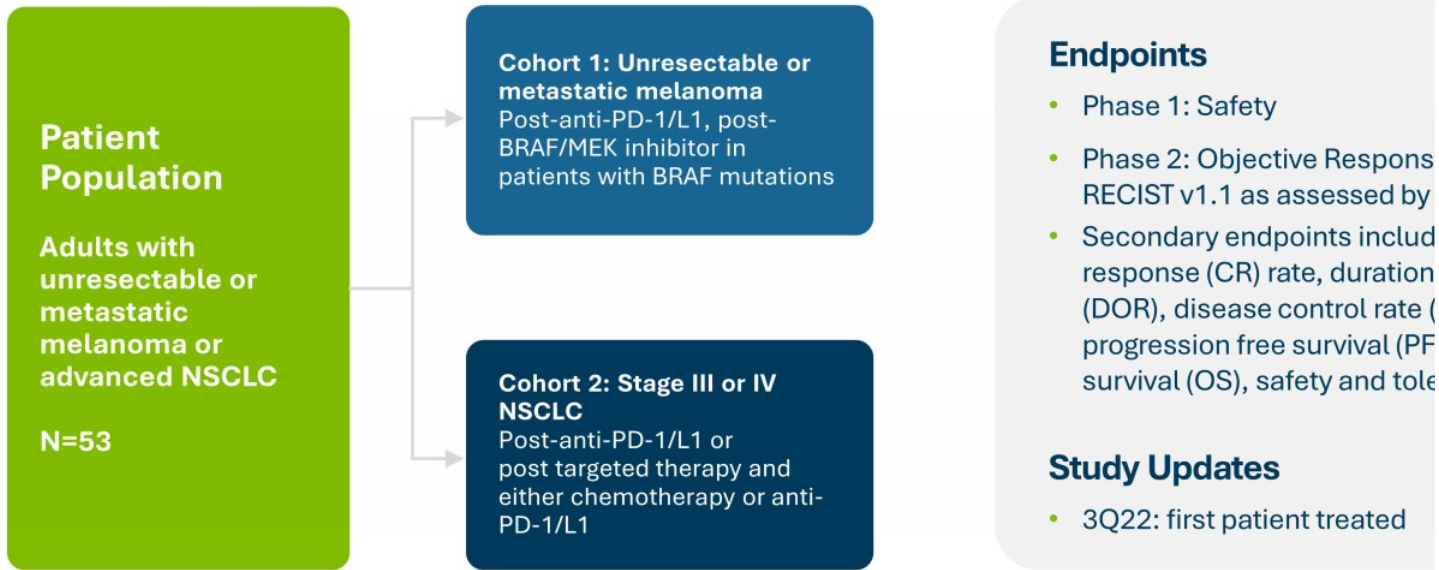 Patient
Population
Adults with
unresectable or
metastatic
melanoma or
advanced NSCLC
N=53
Cohort 1: Unresectable or
metastatic melanoma
Post-anti-PD-1/L1, post-
BRAF/MEK inhibitor in
patients with BRAF mutations
Cohort 2: Stage III or IV
NSCLC
Post-anti-PD-1/L1 or
post targeted therapy and
either chemotherapy or anti-
PD-1/L1
Endpoints
• Phase 1: Safety
• Phase 2: Objective Respons
RECIST v1.1 as assessed by
• Secondary endpoints includ
response (CR) rate, duration
(DOR), disease control rate (
progression free survival (PF
survival (OS), safety and tole
Study Updates
• 3Q22: first patient treated